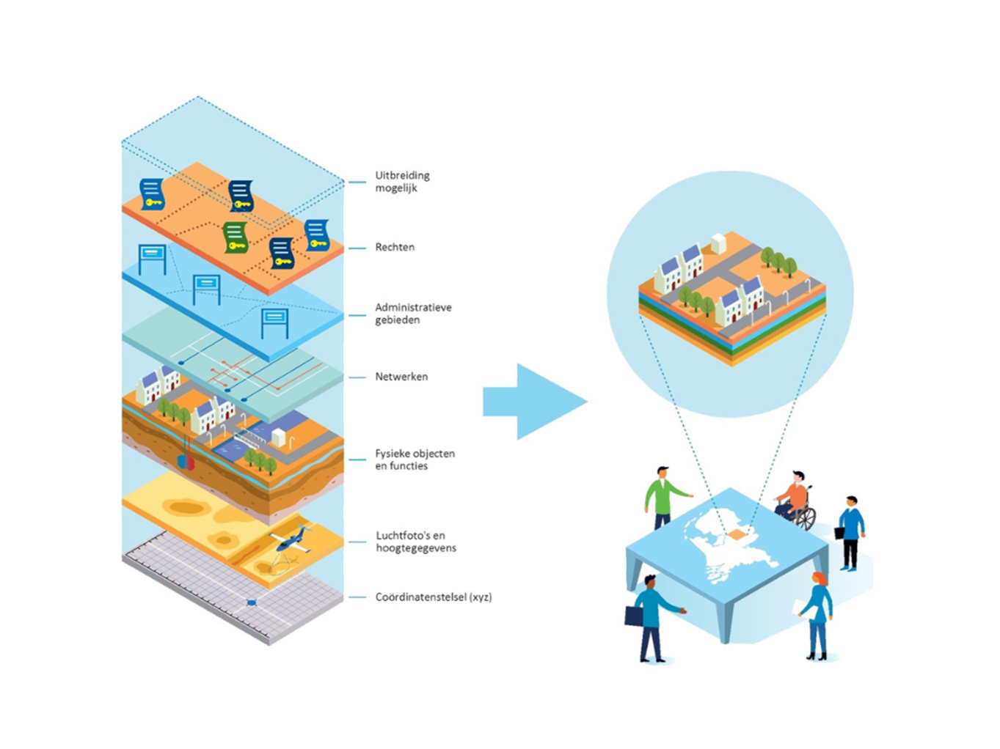 Uitbreiding
mogelijk
Rechten
Administratieve
gebieden
Netwerken
Fysieke objecten
en functies
Luchtfoto's en
hoogtegegevens
Coördinatenstelsel (xyz)